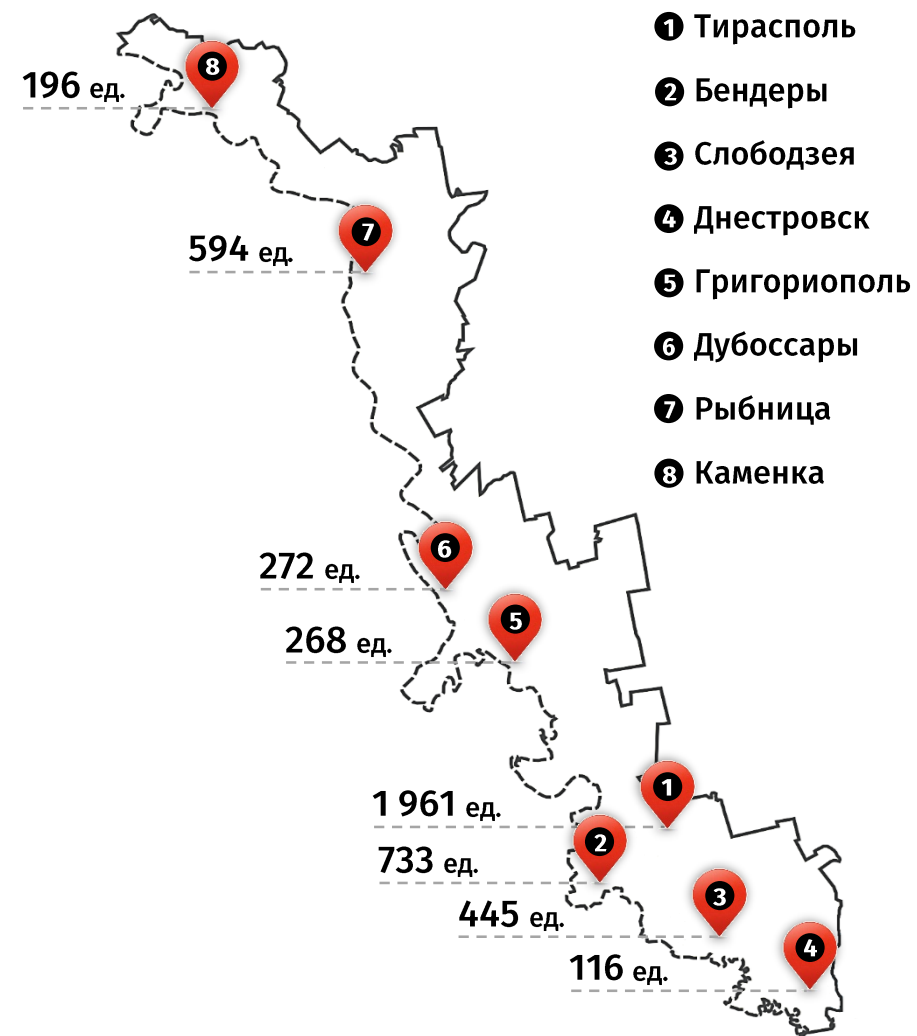 1 Тирасполь
2 Бендеры
3 Слободзея
4 Днестровск
5 Григориополь
6 Дубоссары
7 Рыбница
8 Каменка
8
196 ед.
7
594 ед.
6
272 ед.
5
268 ед.
1
1 961 ед.
2
733 ед.
3
445 ед.
4
116 ед.